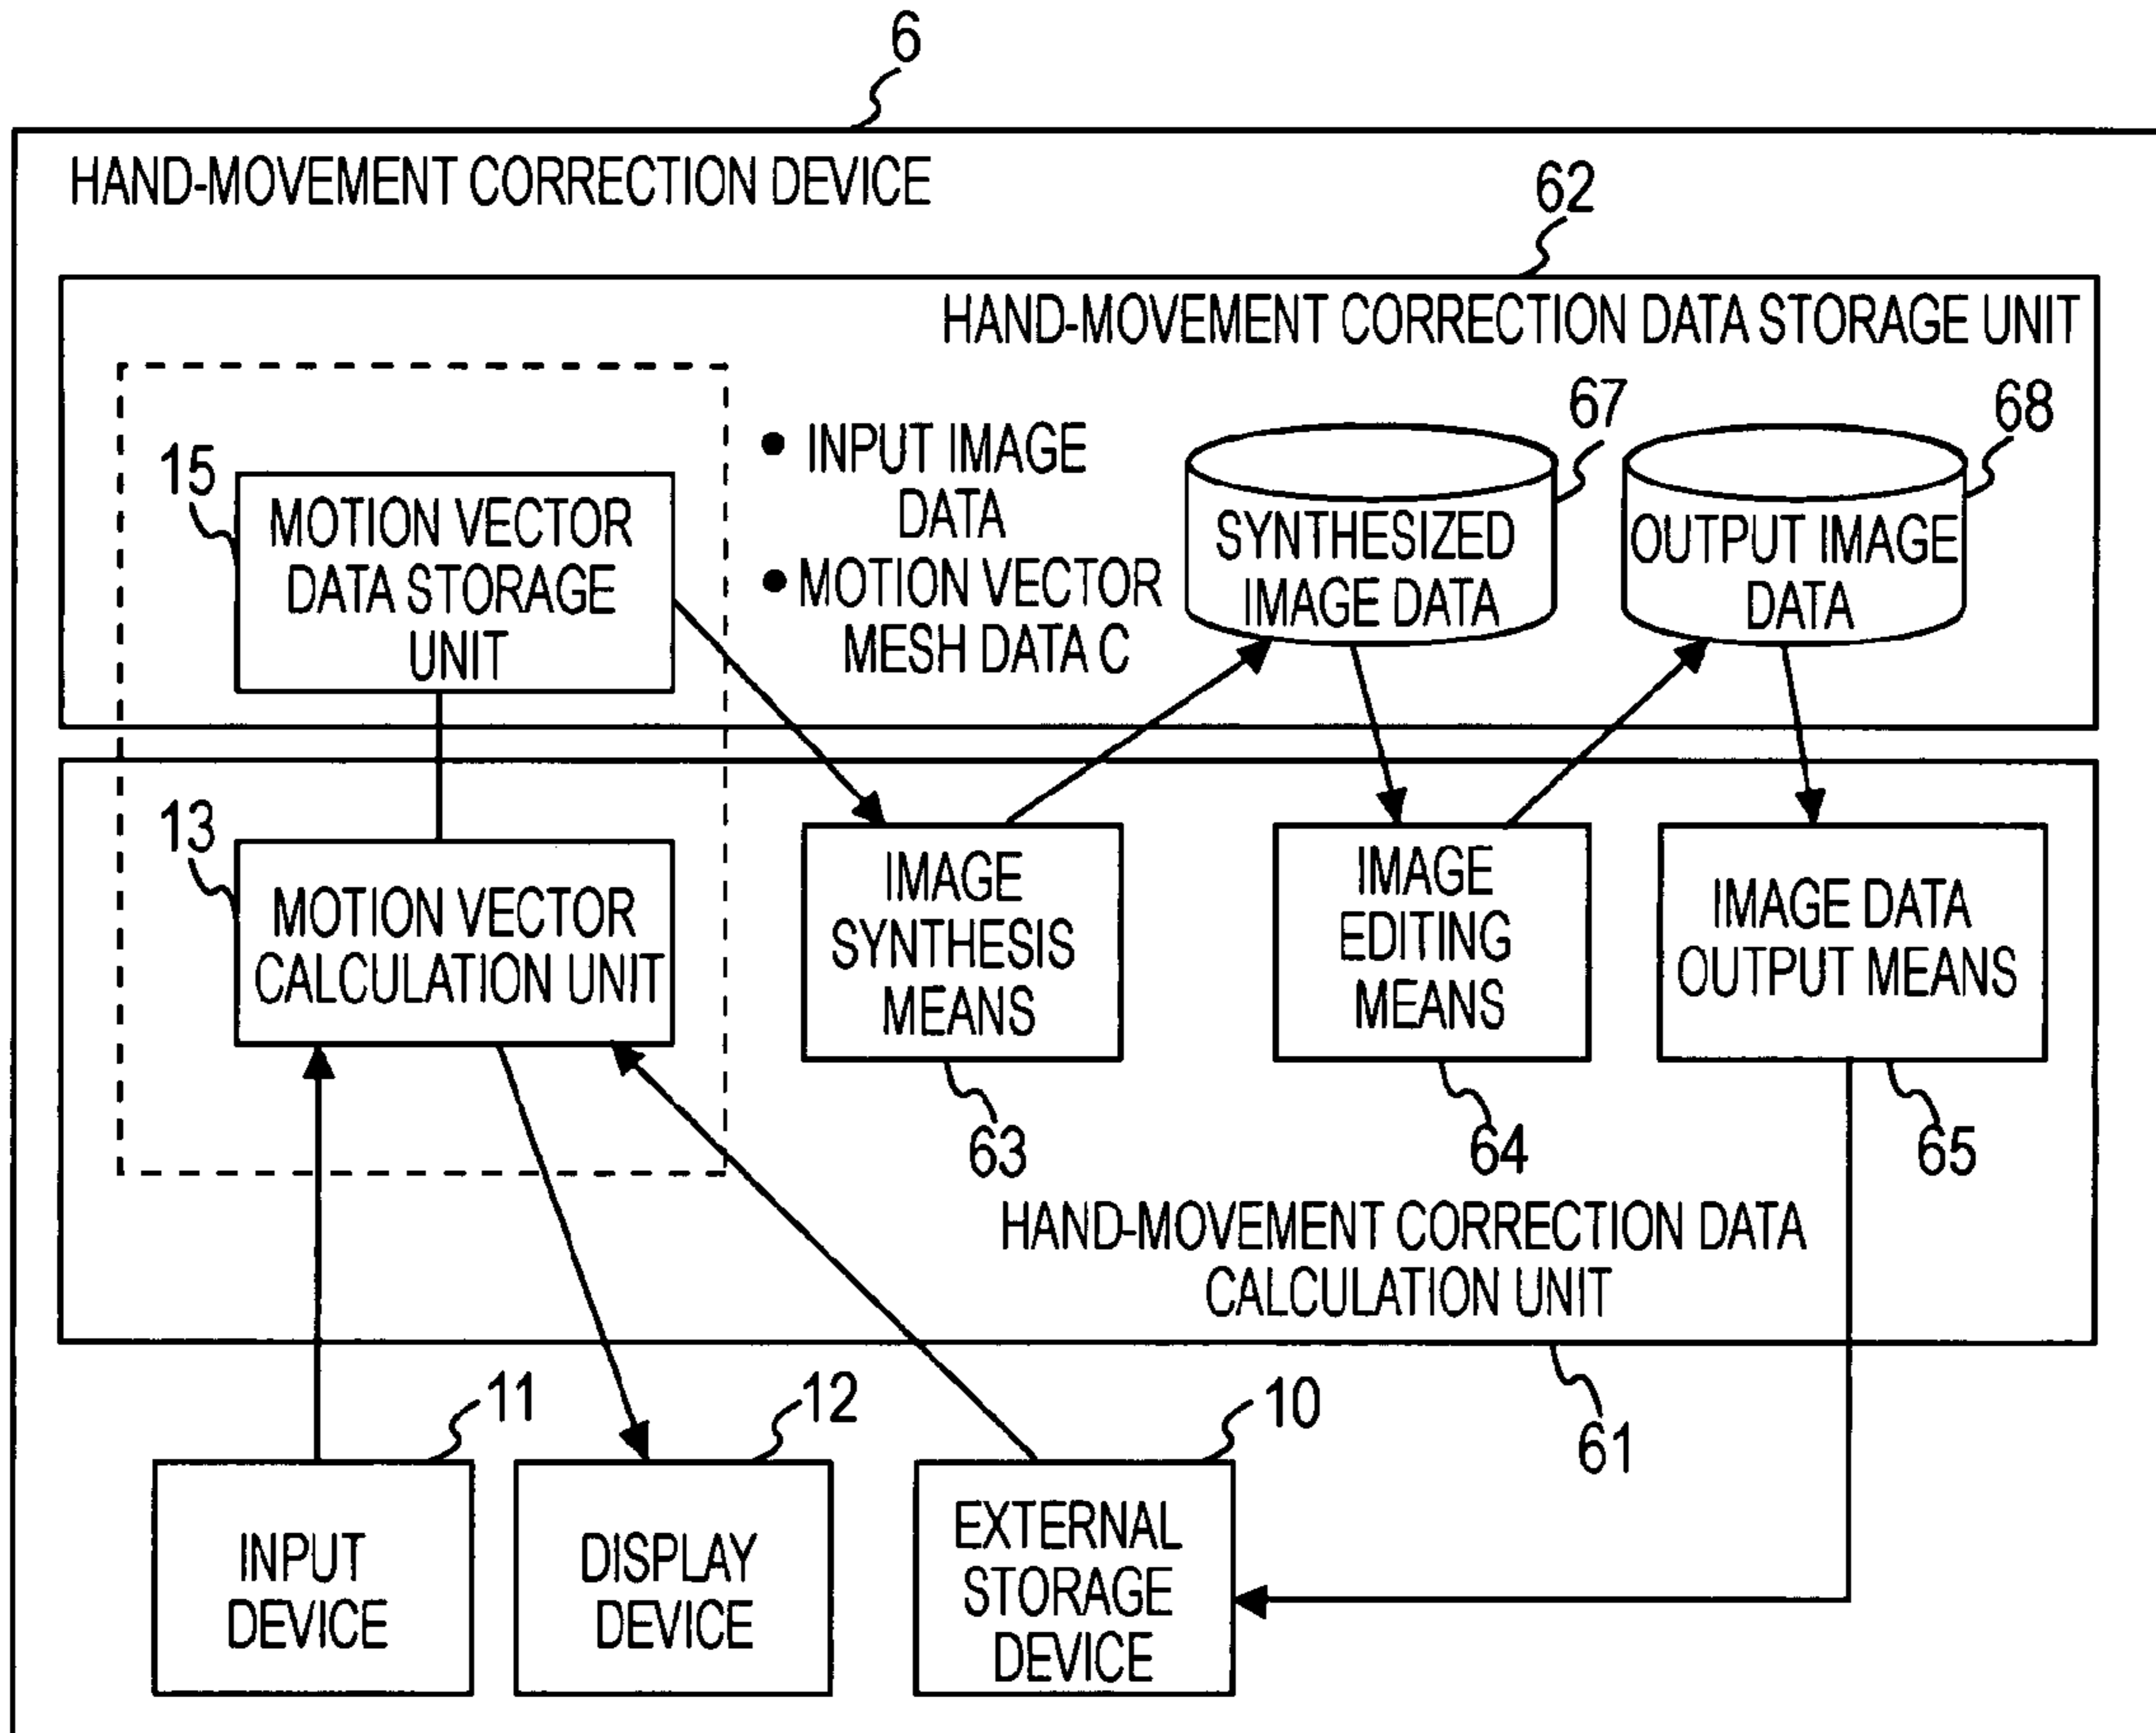 6
HAND-MOVEMENT CORRECTION DEVICE
62
HAND-MOVEMENT CORRECTION DATA STORAGE UNIT
15
MOTION VECTOR
DATA STORAGE
UNIT
● INPUT IMAGE
DATA
● MOTION VECTOR
MESH DATA C
67
SYNTHESIZED
IMAGE DATA
68
OUTPUT IMAGE
DATA
13
MOTION VECTOR
CALCULATION UNIT
IMAGE
SYNTHESIS
MEANS
63
IMAGE
EDITING
MEANS
64
IMAGE DATA
OUTPUT MEANS
65
HAND-MOVEMENT CORRECTION DATA
CALCULATION UNIT
61
11
INPUT
DEVICE
12
DISPLAY
DEVICE
10
EXTERNAL
STORAGE
DEVICE